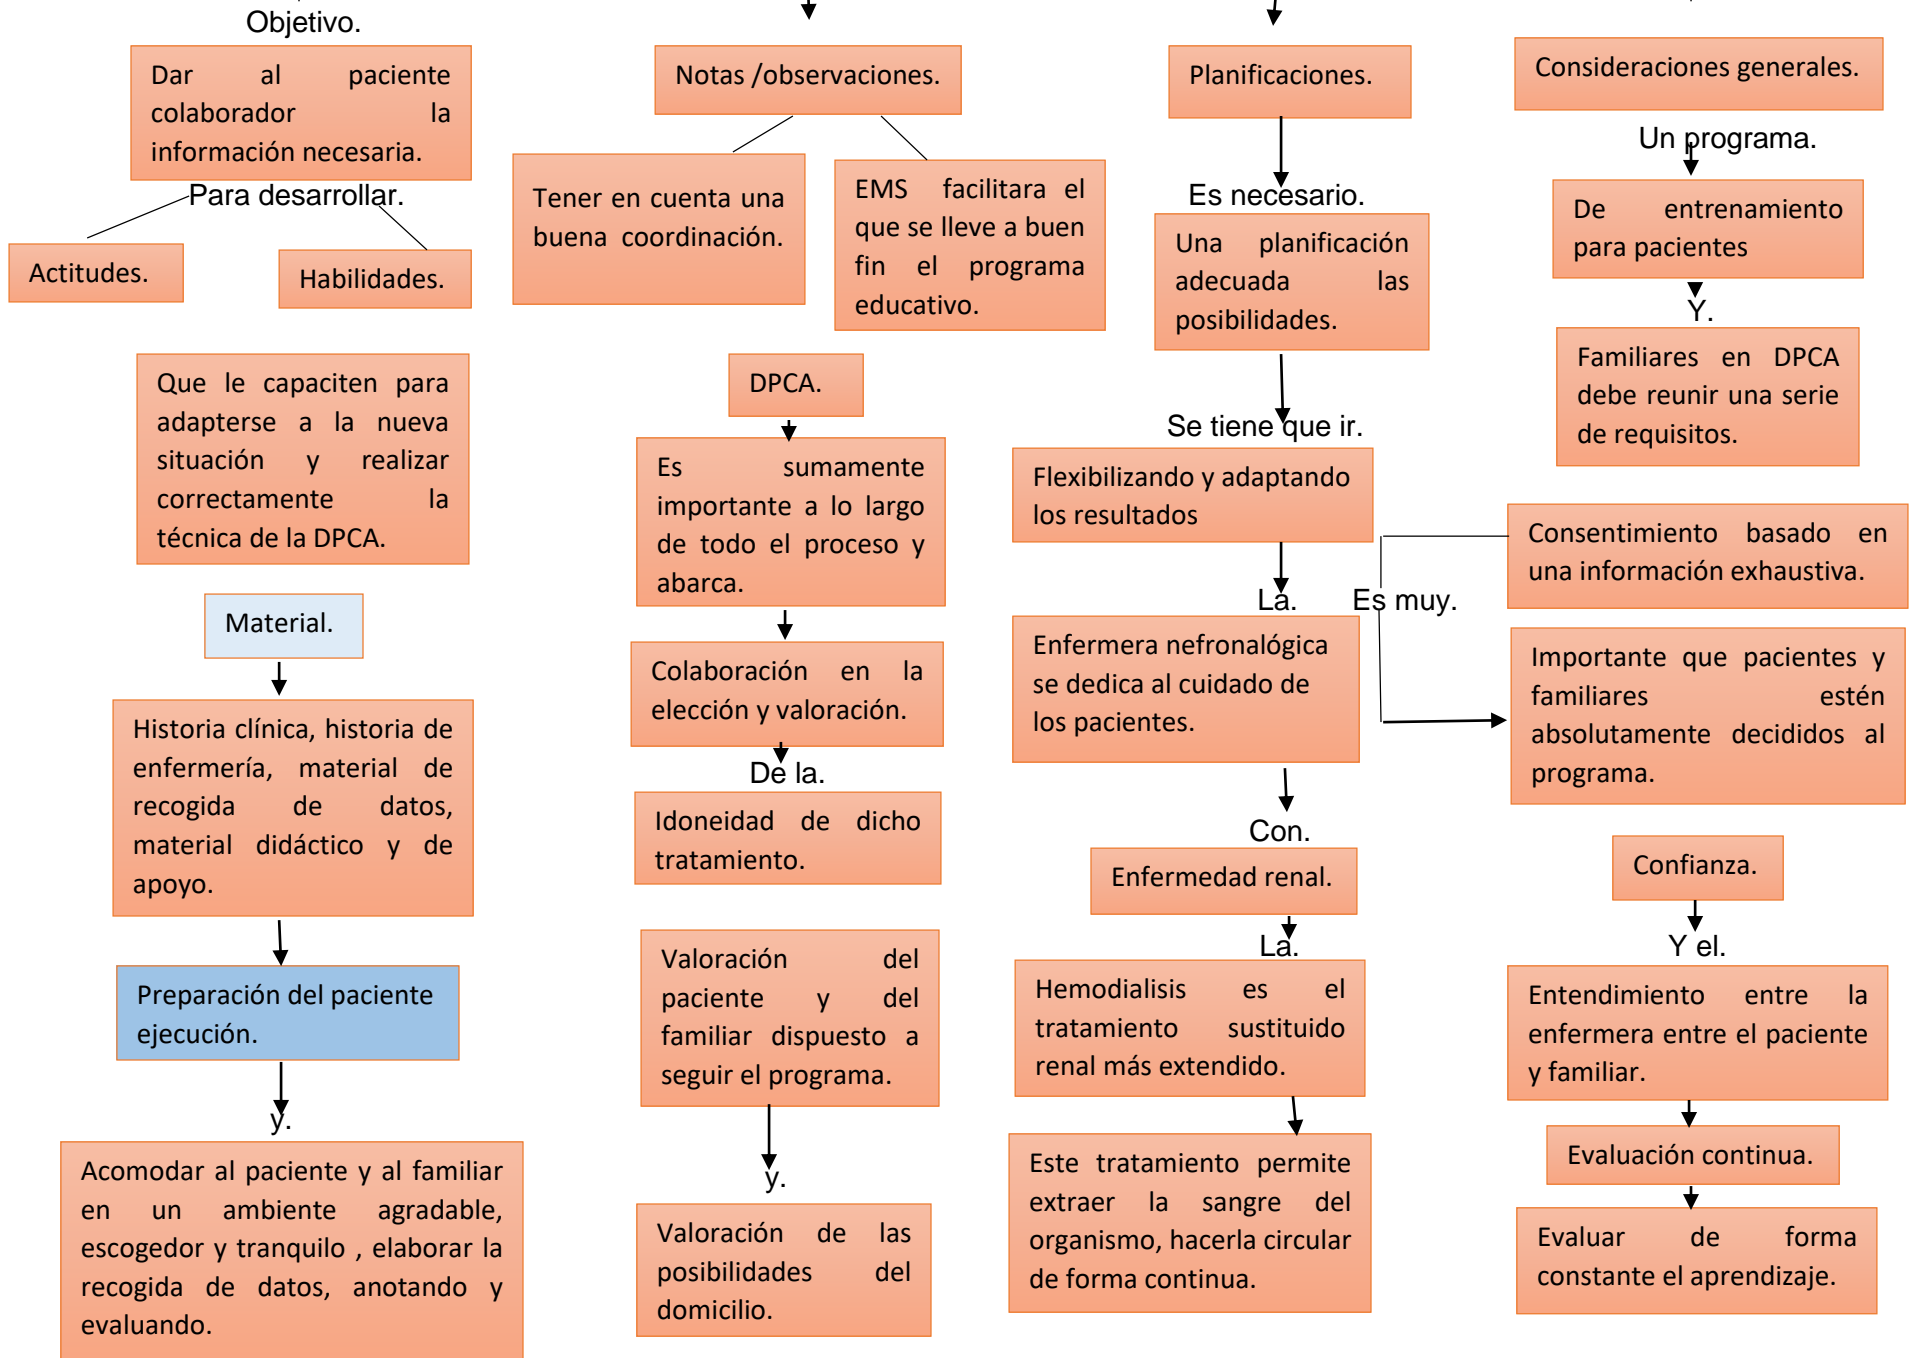 Objetivo.
Dar al paciente
colaborador la
información necesaria.
Para desarrollar.
Actitudes.
Habilidades.
Que le capaciten para
adapterse a la nueva
situación y realizar
correctamente la
técnica de la DPCA.
Material.
Historia clínica, historia de
enfermería, material de
recogida de datos,
material didáctico y de
apoyo.
Preparación del paciente
ejecución.
y.
Acomodar al paciente y al familiar
en un ambiente agradable,
escogedor y tranquilo , elaborar la
recogida de datos, anotando y
evaluando.
Notas /observaciones.
Tener en cuenta una
buena coordinación.
EMS facilitara el
que se lleve a buen
fin el programa
educativo.
DPCA.
Es sumamente
importante a lo largo
de todo el proceso y
abarca.
Colaboración en la
elección y valoración.
De la.
Idoneidad de dicho
tratamiento.
Valoración del
paciente y del
familiar dispuesto a
seguir el programa.
y.
Valoración de las
posibilidades del
domicilio.
Planificaciones.
Es necesario.
Una planificación
adecuada las
posibilidades.
Se tiene que ir.
Flexibilizando y adaptando
los resultados
La.
Enfermera nefronalógica
se dedica al cuidado de
los pacientes.
Con.
Enfermedad renal.
La.
Hemodialisis es el
tratamiento sustituido
renal más extendido.
Este tratamiento permite
extraer la sangre del
organismo, hacerla circular
de forma continua.
Consideraciones generales.
Un programa.
De entrenamiento
para pacientes
Y.
Familiares en DPCA
debe reunir una serie
de requisitos.
Consentimiento basado en
una información exhaustiva.
Es muy.
Importante que pacientes y
familiares estén
absolutamente decididos al
programa.
Confianza.
Y el.
Entendimiento entre la
enfermera entre el paciente
y familiar.
Evaluación continua.
Evaluar de forma
constante el aprendizaje.